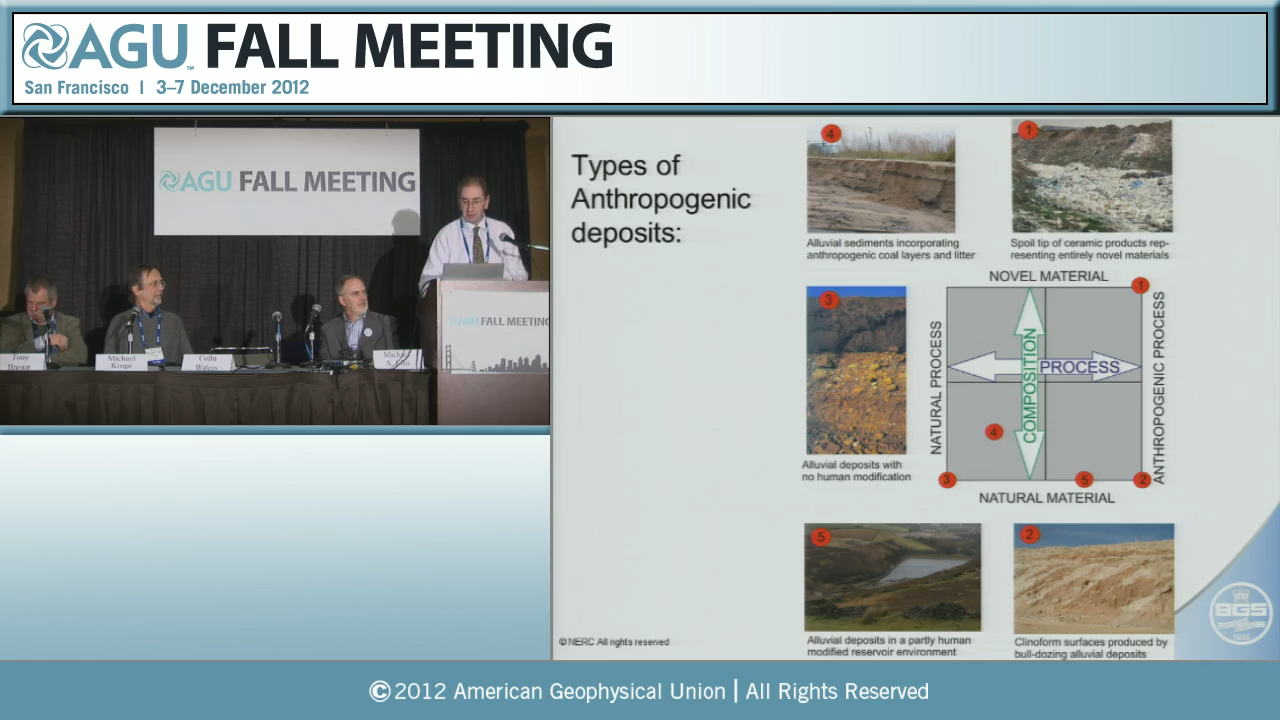 AGU FALL MEETING
San Francisco | 3–7 December 2012
AGU FALL MEETING
Tony
Brown
Michael
Kruge
Colin
Waters
Michael
AGU FALL MEETING
Types of
Anthropogenic
deposits:
4
Alluvial sediments incorporating
anthropogenic coal layers and litter
1
Spoil tip of ceramic products rep-
resenting entirely novel materials
3
Alluvial deposits with
no human modification
NOVEL MATERIAL
1
NATURAL PROCESS
COMPOSITION
PROCESS
ANTHROPOGENIC PROCESS
4
3
5
2
NATURAL MATERIAL
5
Alluvial deposits in a partly human
modified reservoir environment
2
Clinoform surfaces produced by
bull-dozing alluvial deposits
© NERC All rights reserved
BGS
1835
©2012 American Geophysical Union | All Rights Reserved